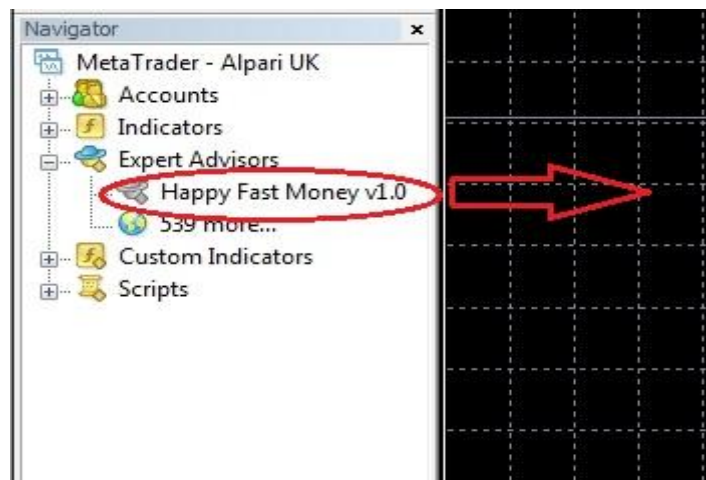 Navigator
MetaTrader - Alpari UK
Accounts
Indicators
Expert Advisors
Happy Fast Money v1.0
539 more...
Custom Indicators
Scripts